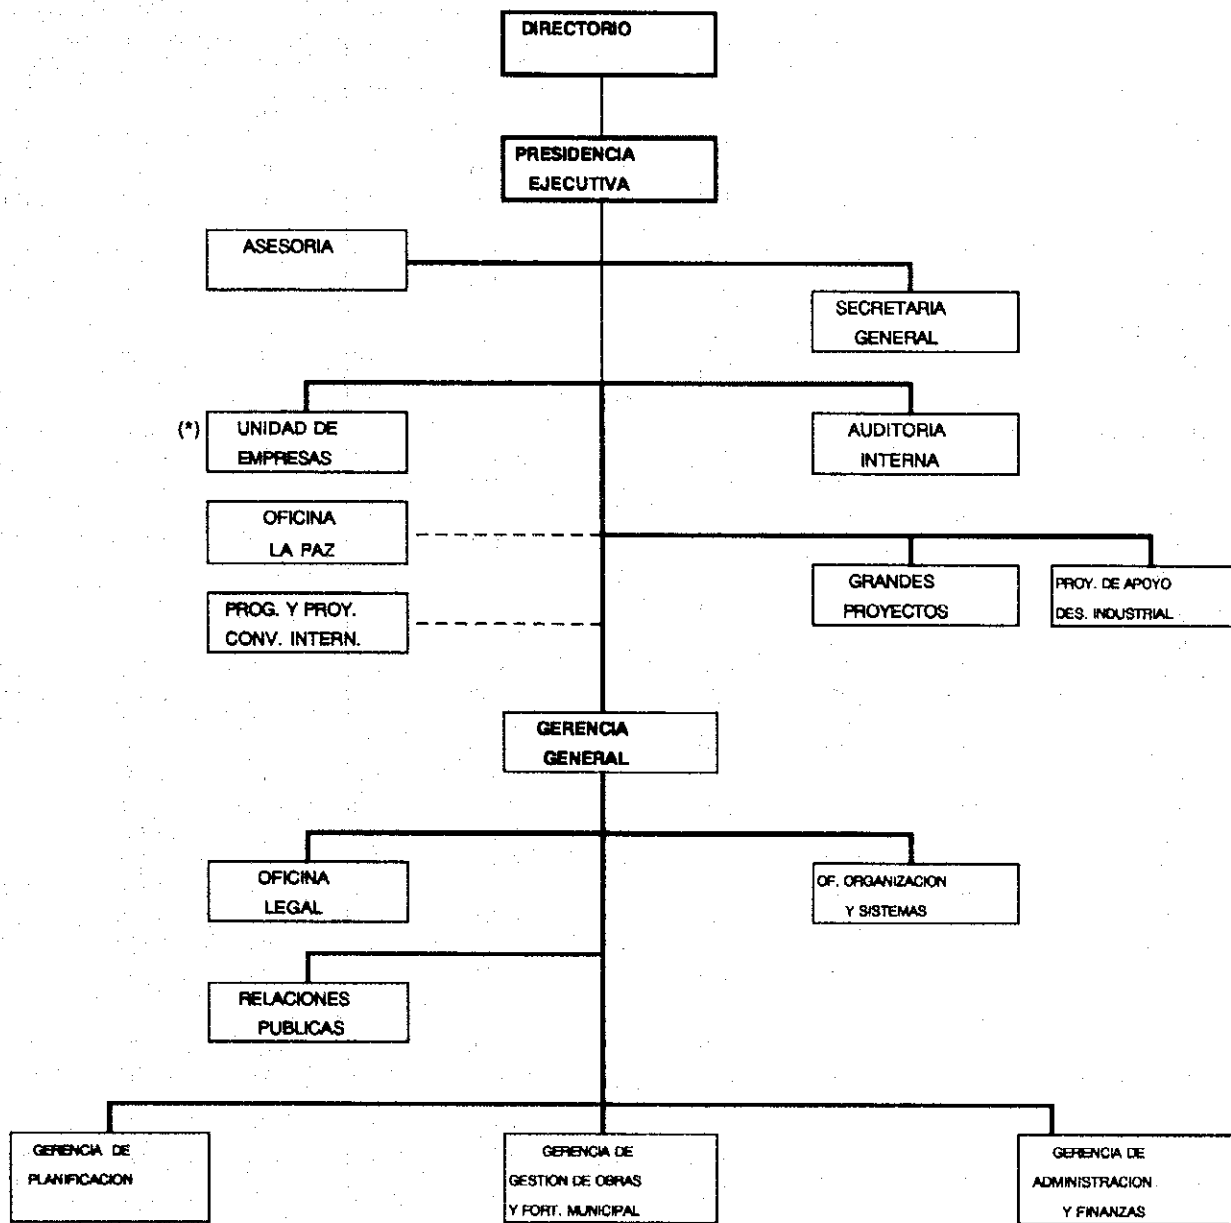 DIRECTORIO
PRESIDENCIA
EJECUTIVA
ASESORIA
SECRETARIA
GENERAL
(*) UNIDAD DE
EMPRESAS
AUDITORIA
INTERNA
OFICINA
LA PAZ
GRANDES
PROYECTOS
PROY. DE APOYO
DES. INDUSTRIAL
PROG. Y PROY.
CONV. INTERN.
GERENCIA
GENERAL
OFICINA
LEGAL
OF. ORGANIZACION
Y SISTEMAS
RELACIONES
PUBLICAS
GERENCIA DE
PLANIFICACION
GERENCIA DE
GESTION DE OBRAS
Y FORT. MUNICIPAL
GERENCIA DE
ADMINISTRACION
Y FINANZAS